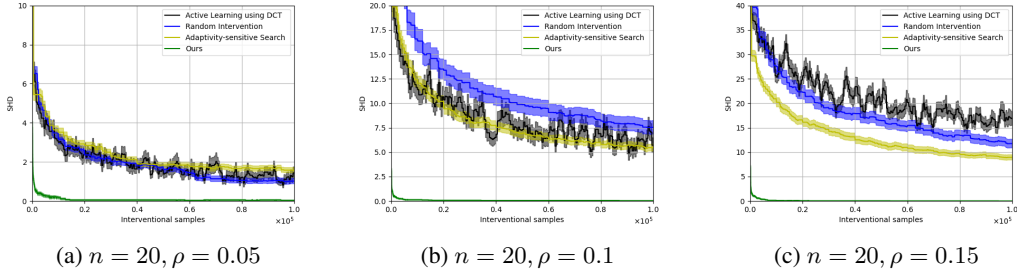 10
8
6
4
2
0
SHD
Active Learning using DCT
Random Intervention
Adaptivity-sensitive Search
Ours
0.0 0.2 0.4 0.6 0.8 1.0
Interventional samples
×10⁵
(a) n = 20, ρ = 0.05
20.0
17.5
15.0
12.5
10.0
7.5
5.0
2.5
0.0
SHD
Active Learning using DCT
Random Intervention
Adaptivity-sensitive Search
Ours
0.0 0.2 0.4 0.6 0.8 1.0
Interventional samples
×10⁵
(b) n = 20, ρ = 0.1
40
35
30
25
20
15
10
5
0
SHD
Active Learning using DCT
Random Intervention
Adaptivity-sensitive Search
Ours
0.0 0.2 0.4 0.6 0.8 1.0
Interventional samples
×10⁵
(c) n = 20, ρ = 0.15